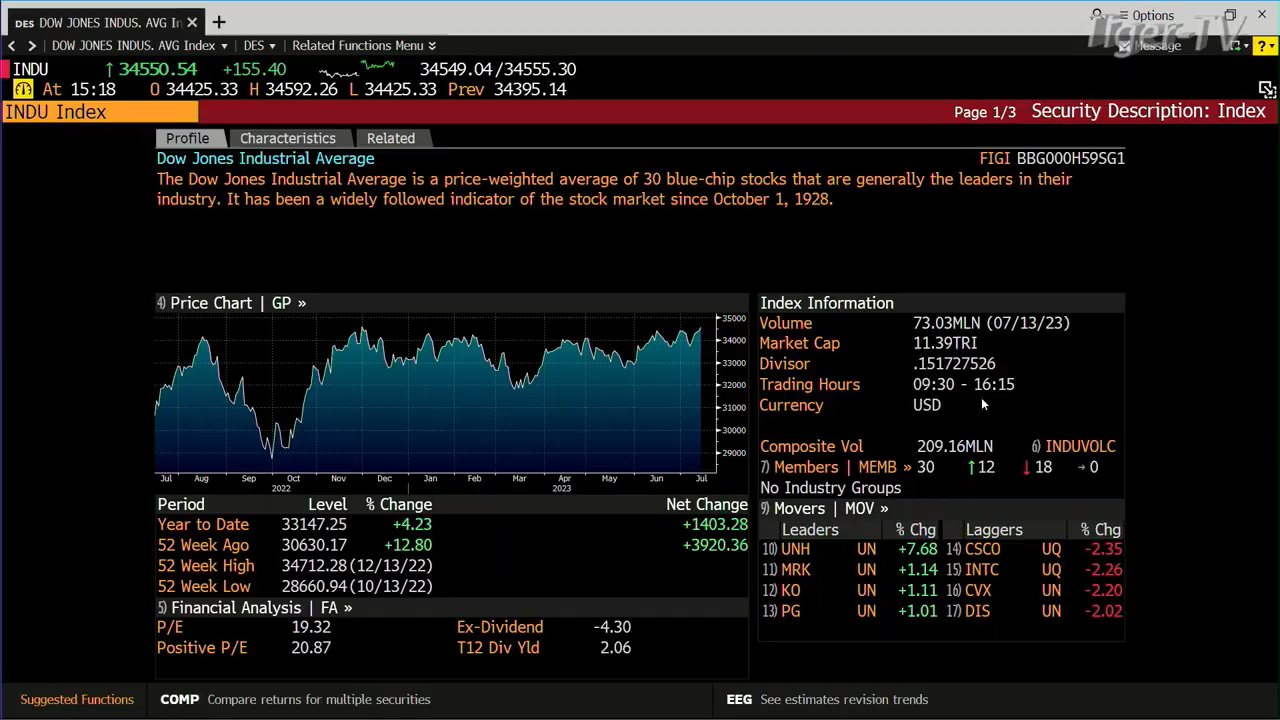 DES DOW JONES INDUS. AVG In × +
Options
Tiger-TV
< > DOW JONES INDUS. AVG Index ▾ DES ▾ Related Functions Menu
Message
?
INDU ↑ 34550.54 +155.40 34549.04/34555.30
At 15:18 O 34425.33 H 34592.26 L 34425.33 Prev 34395.14
INDU Index Page 1/3 Security Description: Index
Profile Characteristics Related
Dow Jones Industrial Average FIGI BBG000H59SG1
The Dow Jones Industrial Average is a price-weighted average of 30 blue-chip stocks that are generally the leaders in their
industry. It has been a widely followed indicator of the stock market since October 1, 1928.
4) Price Chart | GP »
35000
34000
33000
32000
31000
30000
29000
Jul Aug Sep Oct Nov Dec Jan Feb Mar Apr May Jun Jul
2022 2023
Period Level % Change Net Change
Year to Date 33147.25 +4.23 +1403.28
52 Week Ago 30630.17 +12.80 +3920.36
52 Week High 34712.28 (12/13/22)
52 Week Low 28660.94 (10/13/22)
5) Financial Analysis | FA »
P/E 19.32 Ex-Dividend -4.30
Positive P/E 20.87 T12 Div Yld 2.06
Index Information
Volume 73.03MLN (07/13/23)
Market Cap 11.39TRI
Divisor .151727526
Trading Hours 09:30 - 16:15
Currency USD
Composite Vol 209.16MLN 6) INDUVOLC
7) Members | MEMB » 30 ↑12 ↓18 →0
No Industry Groups
9) Movers | MOV »
Leaders % Chg Laggers % Chg
10) UNH UN +7.68 14) CSCO UQ -2.35
11) MRK UN +1.14 15) INTC UQ -2.26
12) KO UN +1.11 16) CVX UN -2.20
13) PG UN +1.01 17) DIS UN -2.02
Suggested Functions COMP Compare returns for multiple securities EEG See estimates revision trends